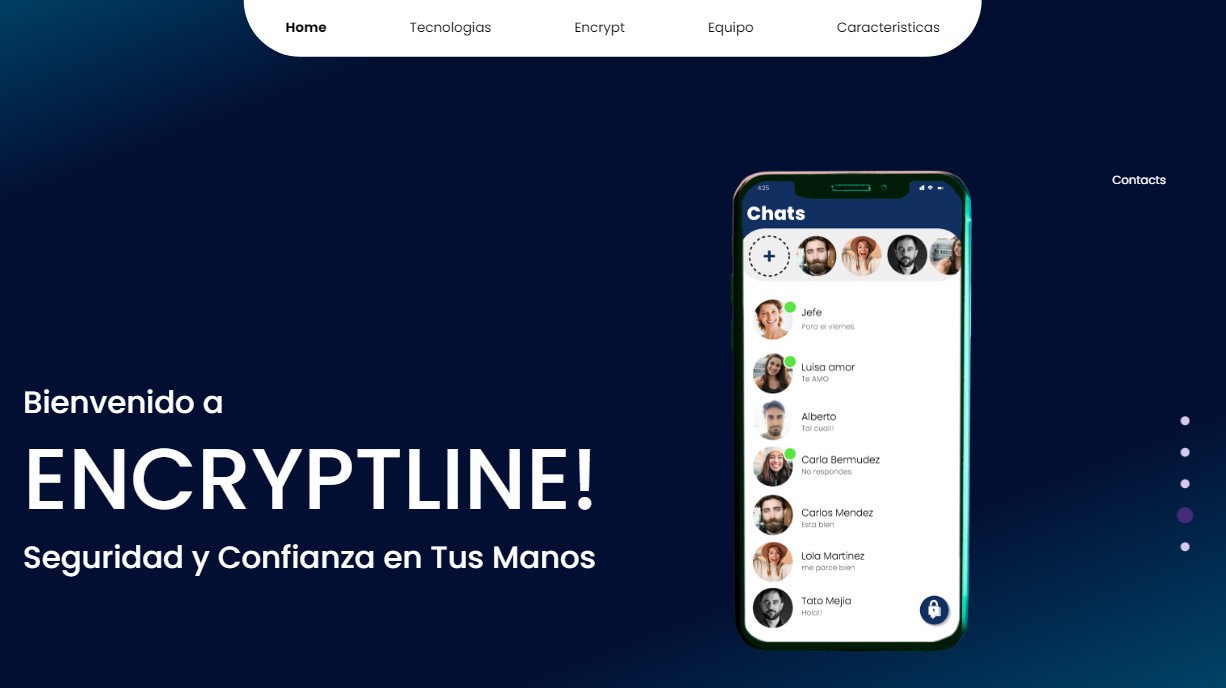 Home Tecnologias Encrypt Equipo Caracteristicas
Contacts
4:25
Chats
Jefe
Para el viernes.
Luisa amor
Te AMO
Alberto
Tal cual!!
Carla Bermudez
No respondes
Carlos Mendez
Esta bien
Lola Martinez
me parce bien
Tato Mejia
Hola!!
Bienvenido a
ENCRYPTLINE!
Seguridad y Confianza en Tus Manos